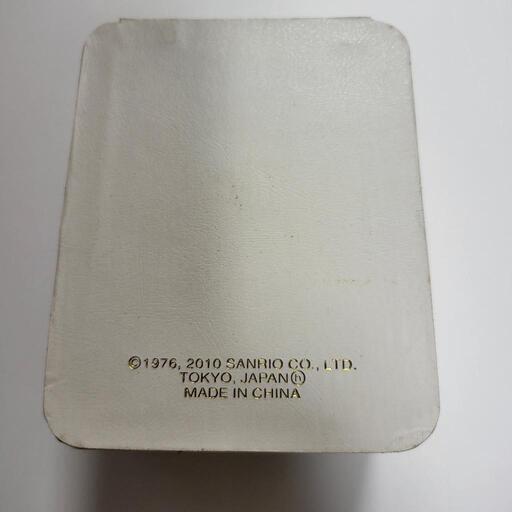 ©1976, 2010 SANRIO CO., LTD.
TOKYO, JAPAN ⓗ
MADE IN CHINA